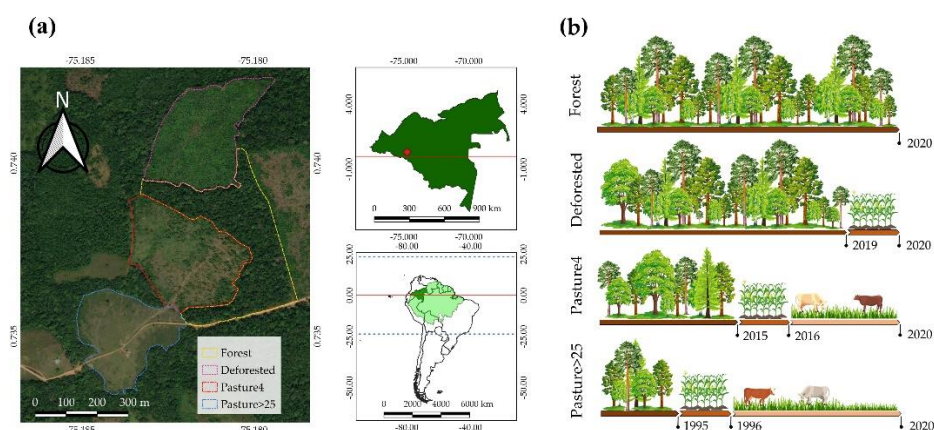 (a)
-75.185
-75.180
N
0.740
0.740
0.735
0.735
Forest
Deforested
Pasture4
Pasture>25
0 100 200 300 m
-75.185
-75.180
-75.000
-70.000
4.000
4.000
-1.000
-1.000
0 300 600 900 km
-75.000
-70.000
-80.00
-40.00
25.00
25.00
0.00
0.00
-25.00
-25.00
-50.00
-50.00
0 2000 4000 6000 km
-80.00
-40.00
(b)
Forest
2020
Deforested
2019
2020
Pasture4
2015
2016
2020
Pasture>25
1995
1996
2020